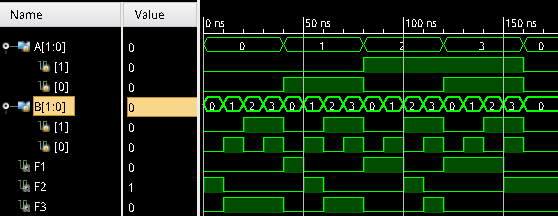 Name Value 0 ns 50 ns 100 ns 150 ns
A[1:0] 0 0 1 2 3 0
[1] 0
[0] 0
B[1:0] 0 0 1 2 3 0 1 2 3 0 1 2 3 0 1 2 3 0
[1] 0
[0] 0
F1 0
F2 1
F3 0